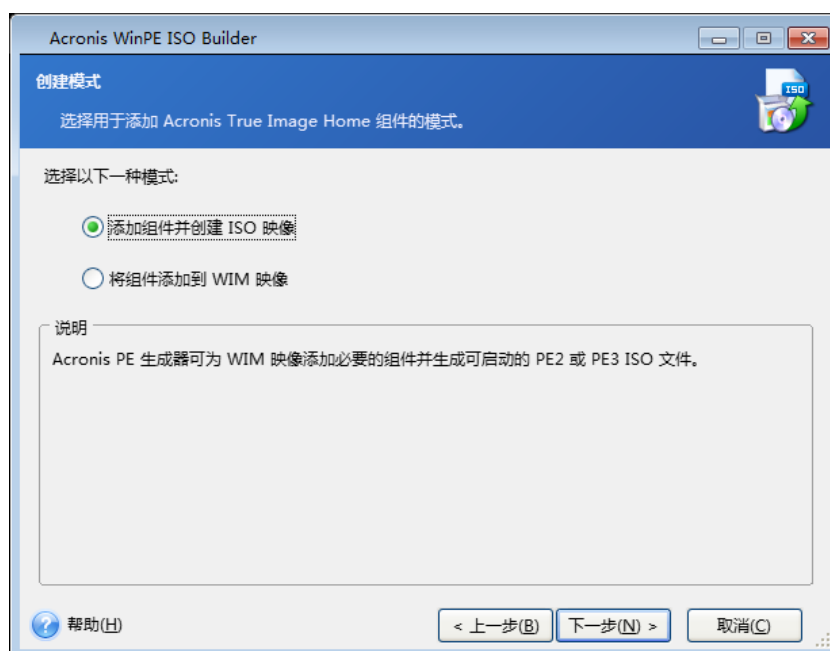 Acronis WinPE ISO Builder
创建模式
ISO
选择用于添加 Acronis True Image Home 组件的模式。
选择以下一种模式:
添加组件并创建 ISO 映像
将组件添加到 WIM 映像
说明
Acronis PE 生成器可为 WIM 映像添加必要的组件并生成可启动的 PE2 或 PE3 ISO 文件。
帮助(H)
< 上一步(B)
下一步(N) >
取消(C)